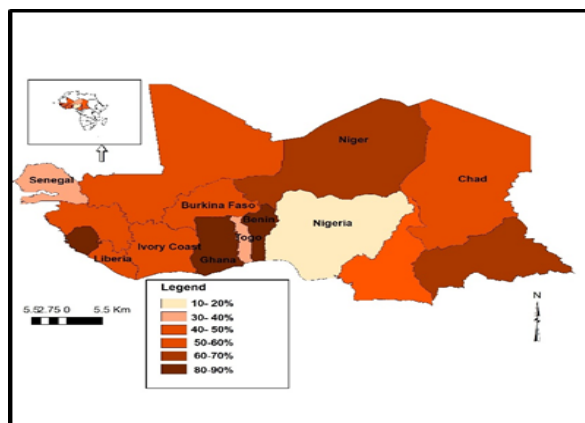 Niger
Senegal
Chad
Burkina Faso
Benin
Nigeria
Togo
Ivory Coast
Liberia
Ghana
Legend
10- 20%
30- 40%
40- 50%
50-60%
60-70%
80-90%
5.52.75 0 5.5 Km
N